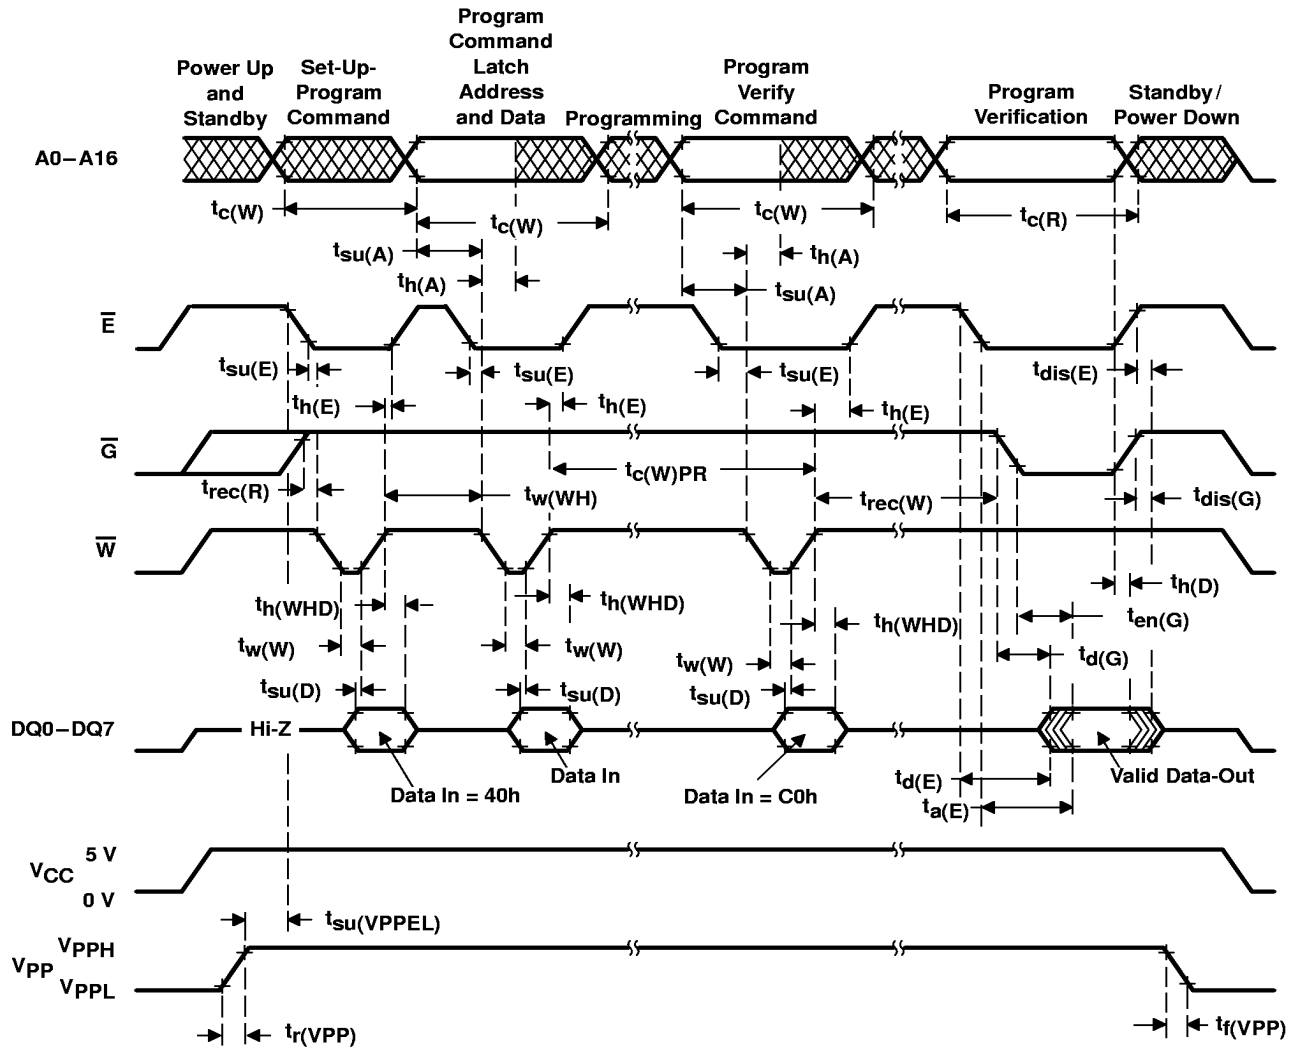 Program
Command
Latch
Address
and Data
Power Up
and
Standby
Set-Up-
Program
Command
Programming
Program
Verify
Command
Program
Verification
Standby /
Power Down
A0–A16
tc(W)
tc(W)
tc(W)
tc(R)
tsu(A)
th(A)
th(A)
tsu(A)
E
tsu(E)
tsu(E)
tsu(E)
tdis(E)
th(E)
th(E)
th(E)
G
tc(W)PR
trec(R)
tw(WH)
trec(W)
tdis(G)
W
th(WHD)
th(WHD)
th(WHD)
th(D)
ten(G)
tw(W)
tw(W)
tw(W)
td(G)
tsu(D)
tsu(D)
tsu(D)
DQ0–DQ7
Hi-Z
Data In = 40h
Data In
Data In = C0h
Valid Data-Out
td(E)
ta(E)
5 V
VCC
0 V
tsu(VPPEL)
VPPH
VPP
VPPL
tr(VPP)
tf(VPP)